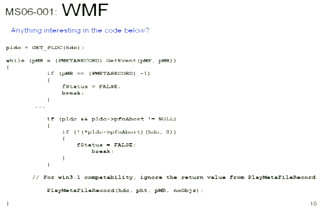 MS06-001: WMF
Anything interesting in the code below?
pldc = GET_PLDC(hdc);
while (pMR = (PMETARECORD) GetEvent(pMF, pMR))
{
if (pMR == (PMETARECORD) -1)
{
fStatus = FALSE;
break;
}
...
if (pldc && pldc->pfnAbort != NULL)
{
if (!(*pldc->pfnAbort)(hdc, 0))
{
fStatus = FALSE;
break;
}
}
// For win3.1 compatability, ignore the return value from PlayMetaFileRecord
PlayMetaFileRecord(hdc, pht, pMR, noObjs);
}
10